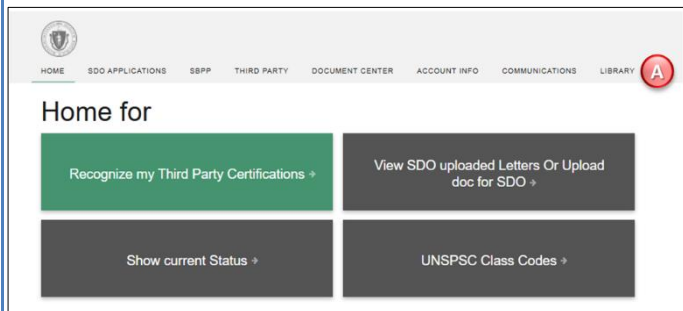 HOME SDO APPLICATIONS SBPP THIRD PARTY DOCUMENT CENTER ACCOUNT INFO COMMUNICATIONS LIBRARY A
Home for
Recognize my Third Party Certifications →
View SDO uploaded Letters Or Upload
doc for SDO →
Show current Status →
UNSPSC Class Codes →